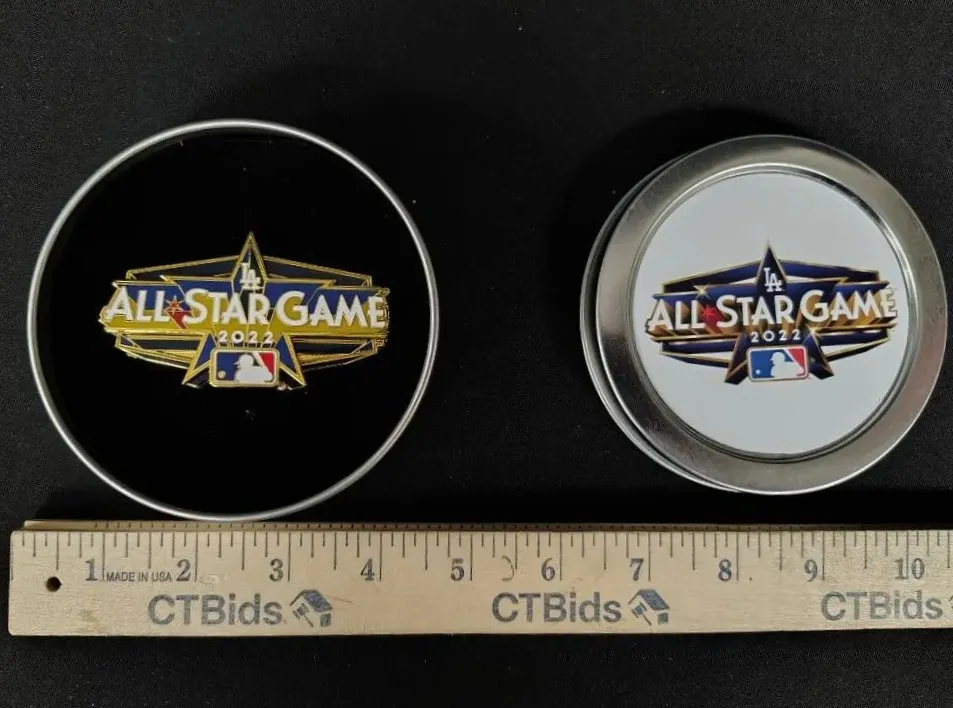 LA
ALL STAR GAME
2022
LA
ALL STAR GAME
2022
1 MADE IN USA 2 3 4 5 6 7 8 9 10
CTBids CTBids CTBids